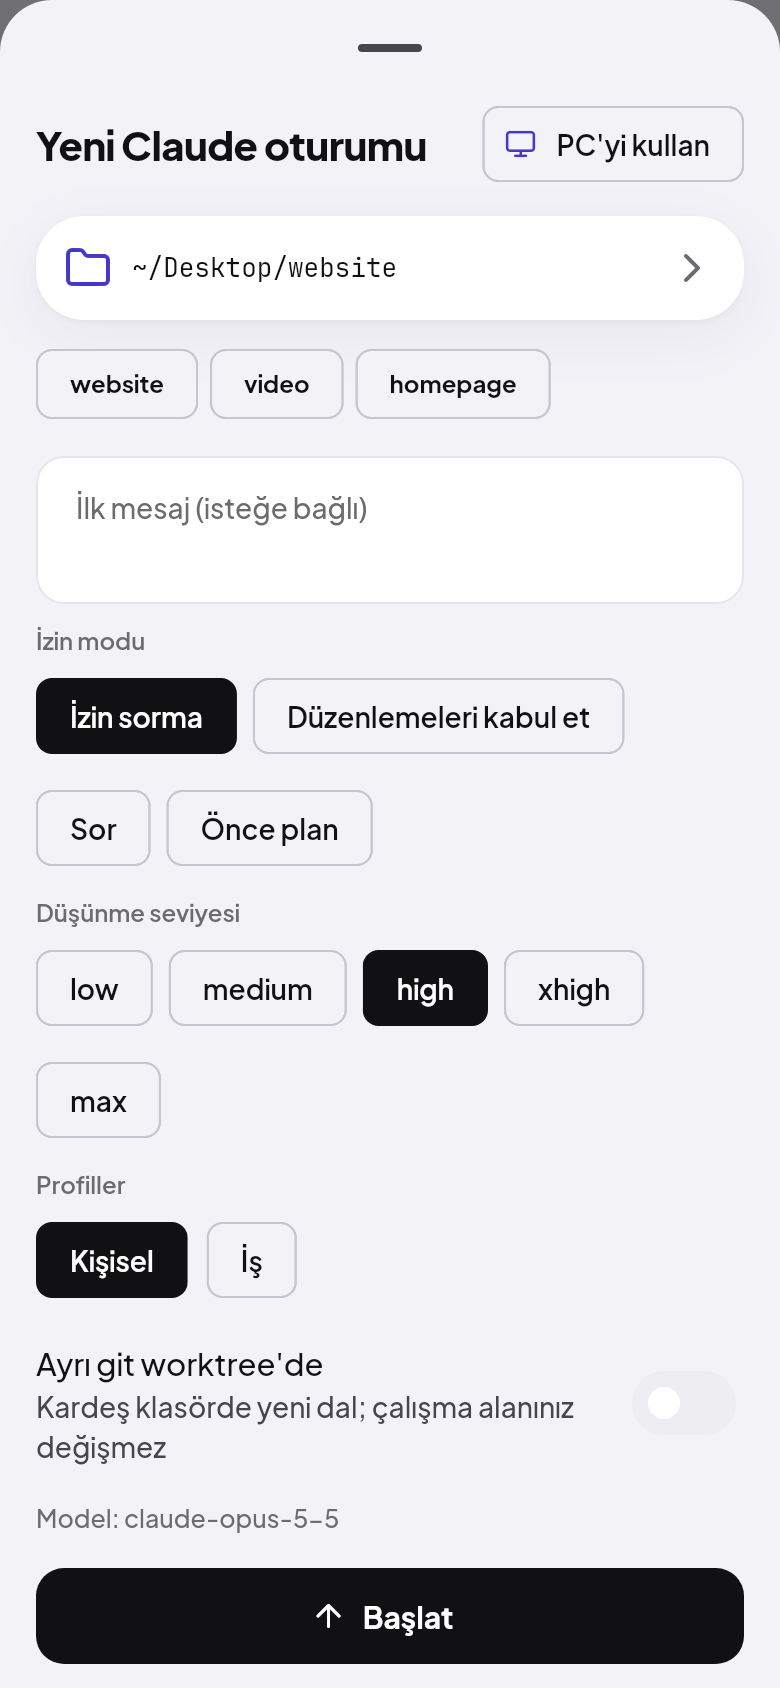 Yeni Claude oturumu
PC'yi kullan
~/Desktop/website
website video homepage
İlk mesaj (isteğe bağlı)
İzin modu
İzin sorma Düzenlemeleri kabul et
Sor Önce plan
Düşünme seviyesi
low medium high xhigh
max
Profiller
Kişisel İş
Ayrı git worktree'de
Kardeş klasörde yeni dal; çalışma alanınız
değişmez
Model: claude-opus-5-5
Başlat